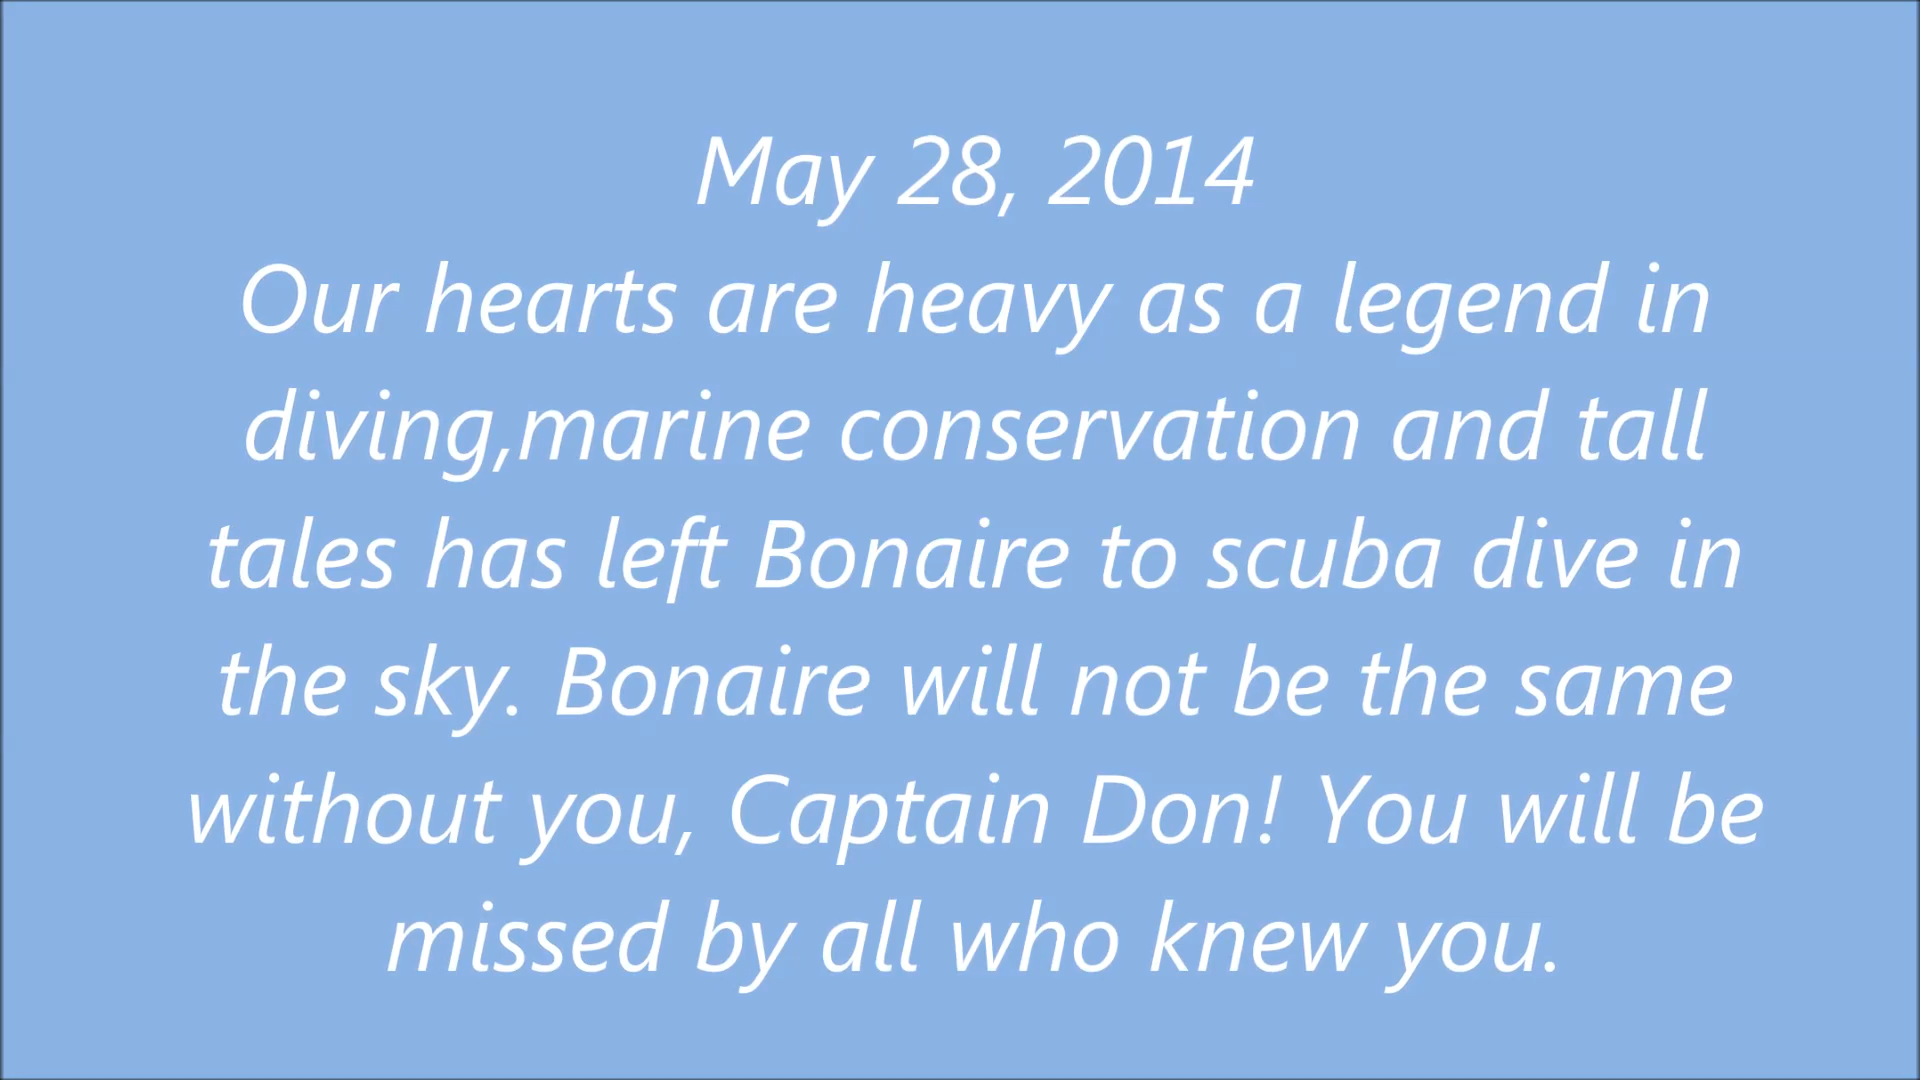 May 28, 2014
Our hearts are heavy as a legend in
diving,marine conservation and tall
tales has left Bonaire to scuba dive in
the sky. Bonaire will not be the same
without you, Captain Don! You will be
missed by all who knew you.